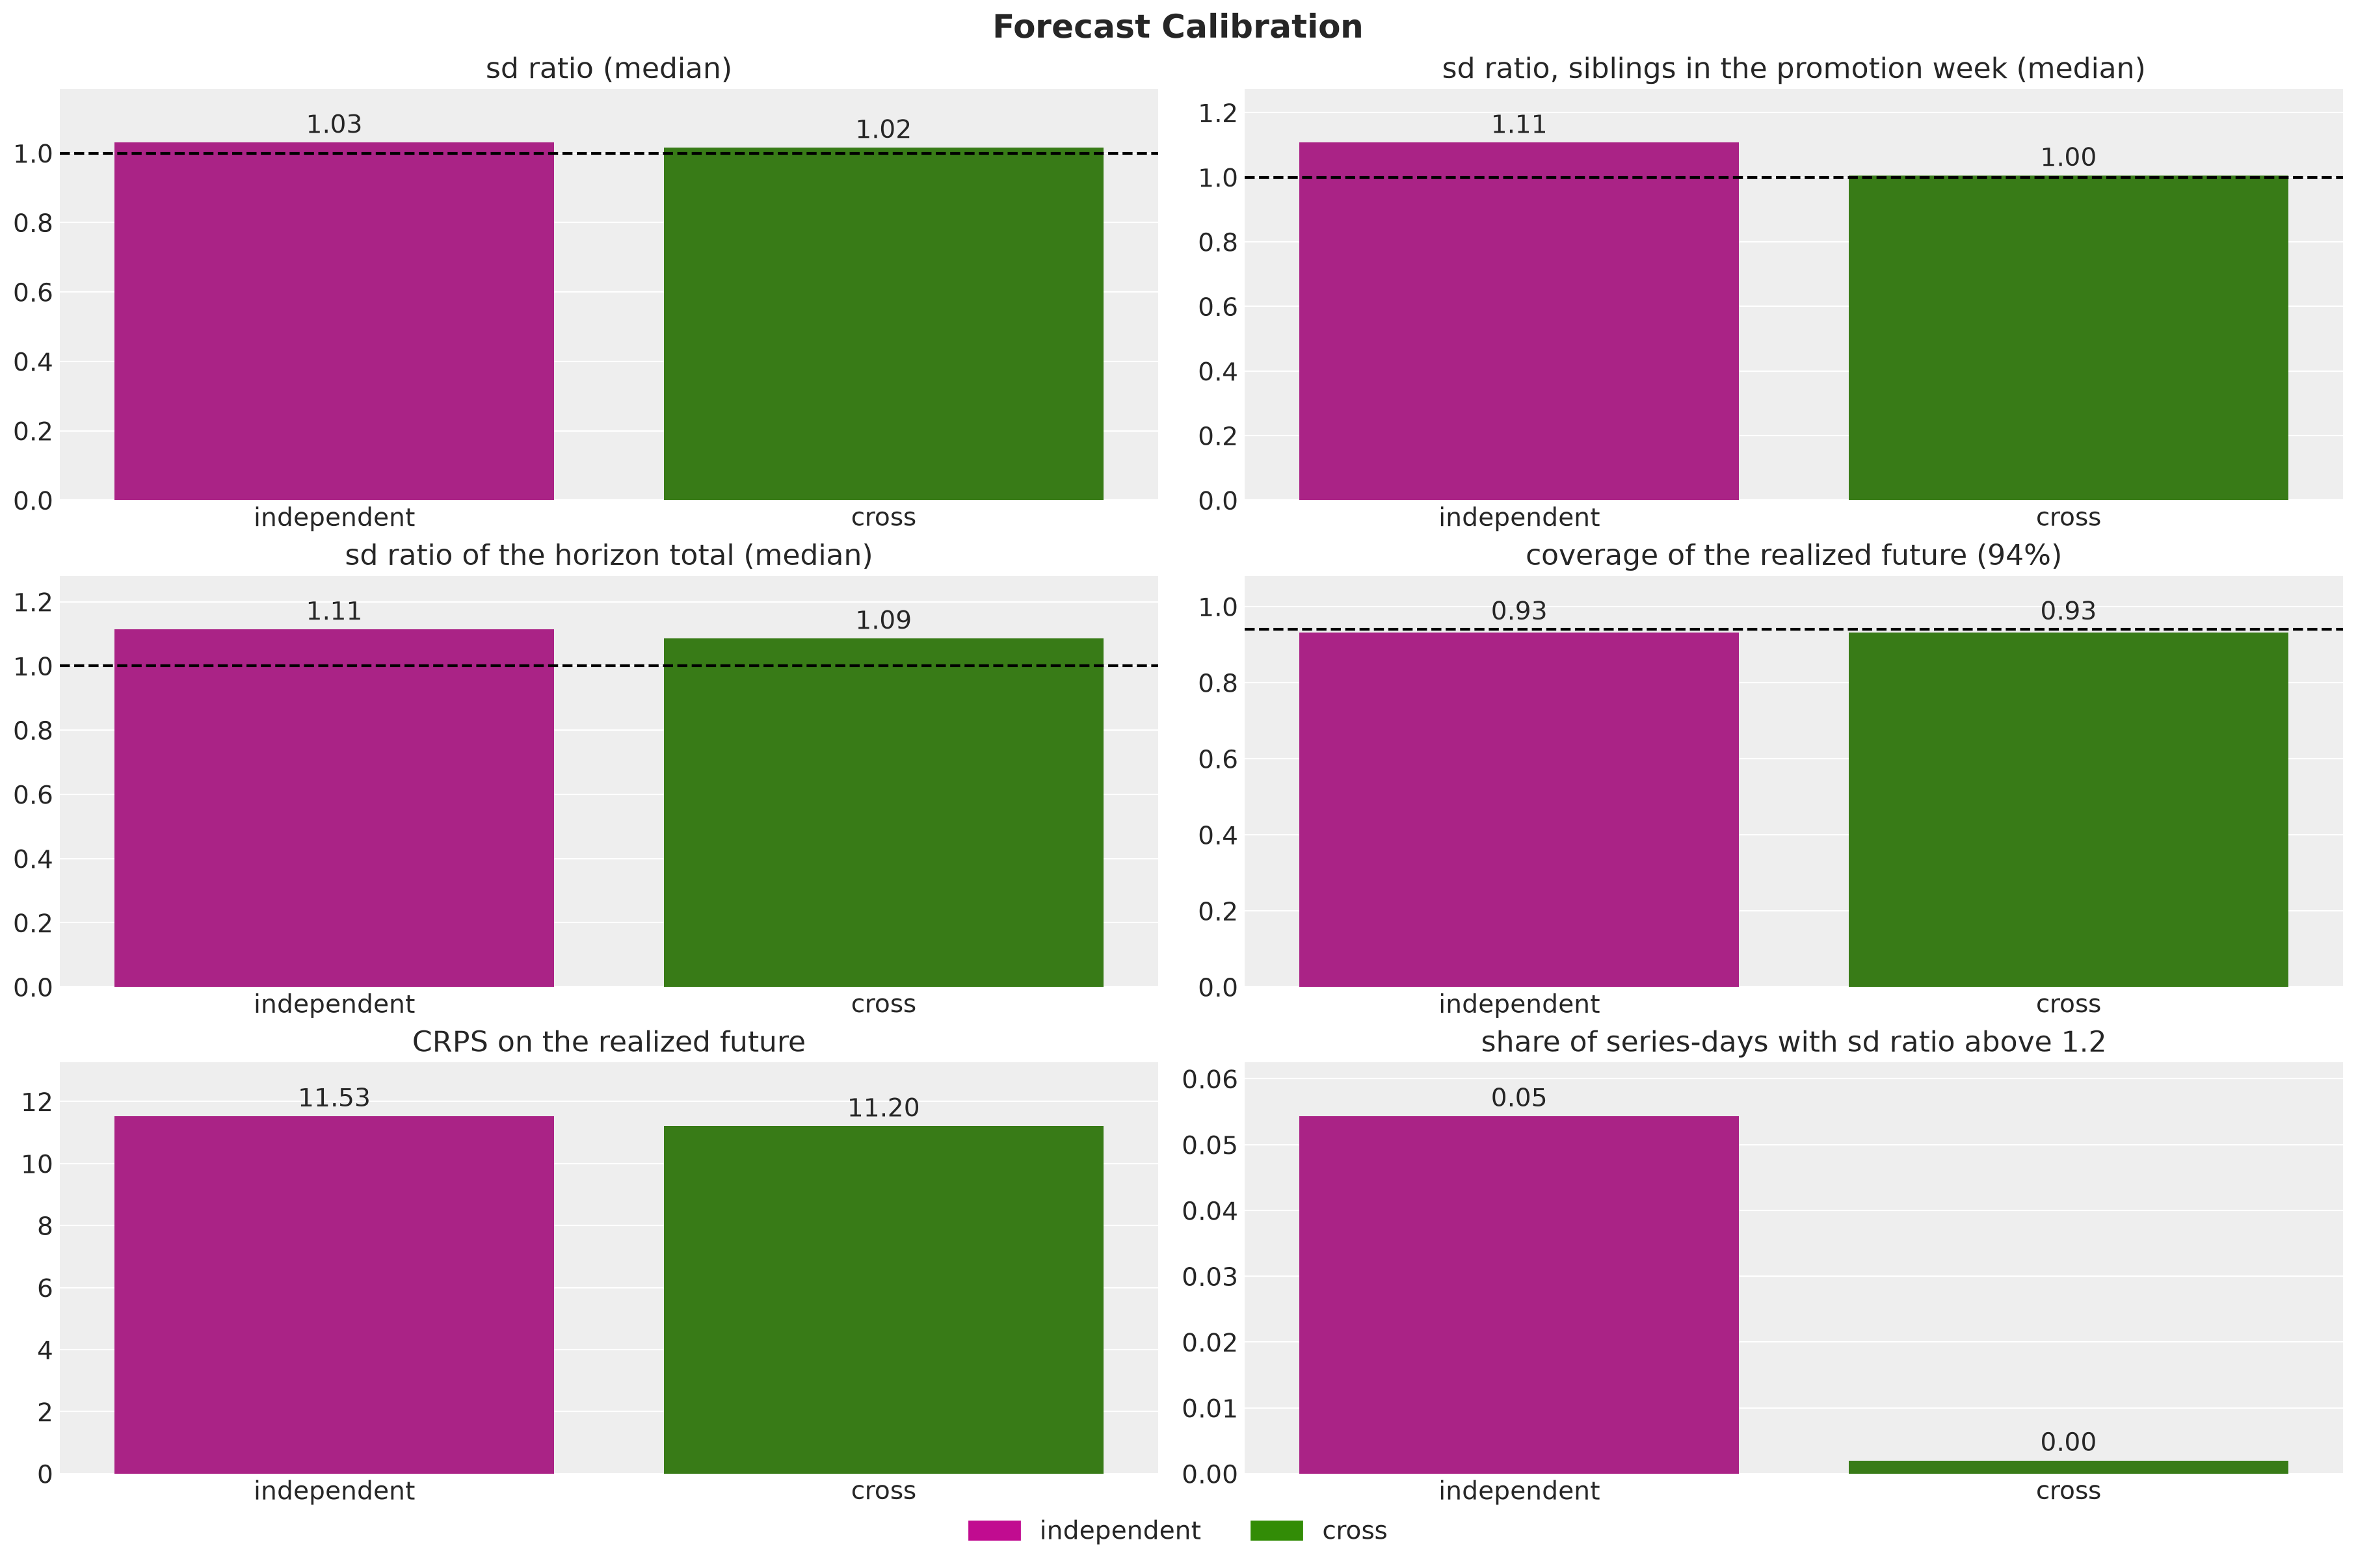 Forecast Calibration
sd ratio (median)
1.03
1.02
1.0
0.8
0.6
0.4
0.2
0.0
independent
cross
sd ratio, siblings in the promotion week (median)
1.11
1.00
1.2
1.0
0.8
0.6
0.4
0.2
0.0
independent
cross
sd ratio of the horizon total (median)
1.11
1.09
1.2
1.0
0.8
0.6
0.4
0.2
0.0
independent
cross
coverage of the realized future (94%)
0.93
0.93
1.0
0.8
0.6
0.4
0.2
0.0
independent
cross
CRPS on the realized future
11.53
11.20
12
10
8
6
4
2
0
independent
cross
share of series-days with sd ratio above 1.2
0.05
0.00
0.06
0.05
0.04
0.03
0.02
0.01
0.00
independent
cross
independent
cross